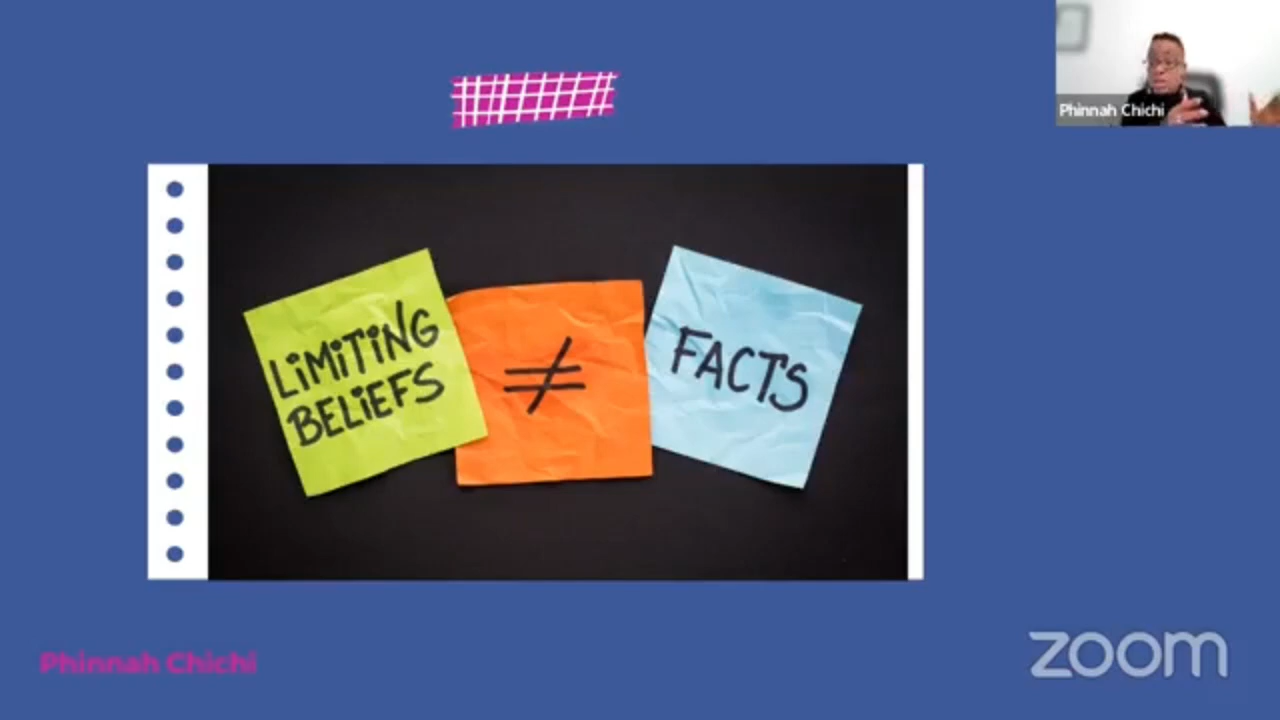 Phinnah Chichi
LiMiTiNG
BELiEFS
≠
FACTS
Phinnah Chichi
zoom